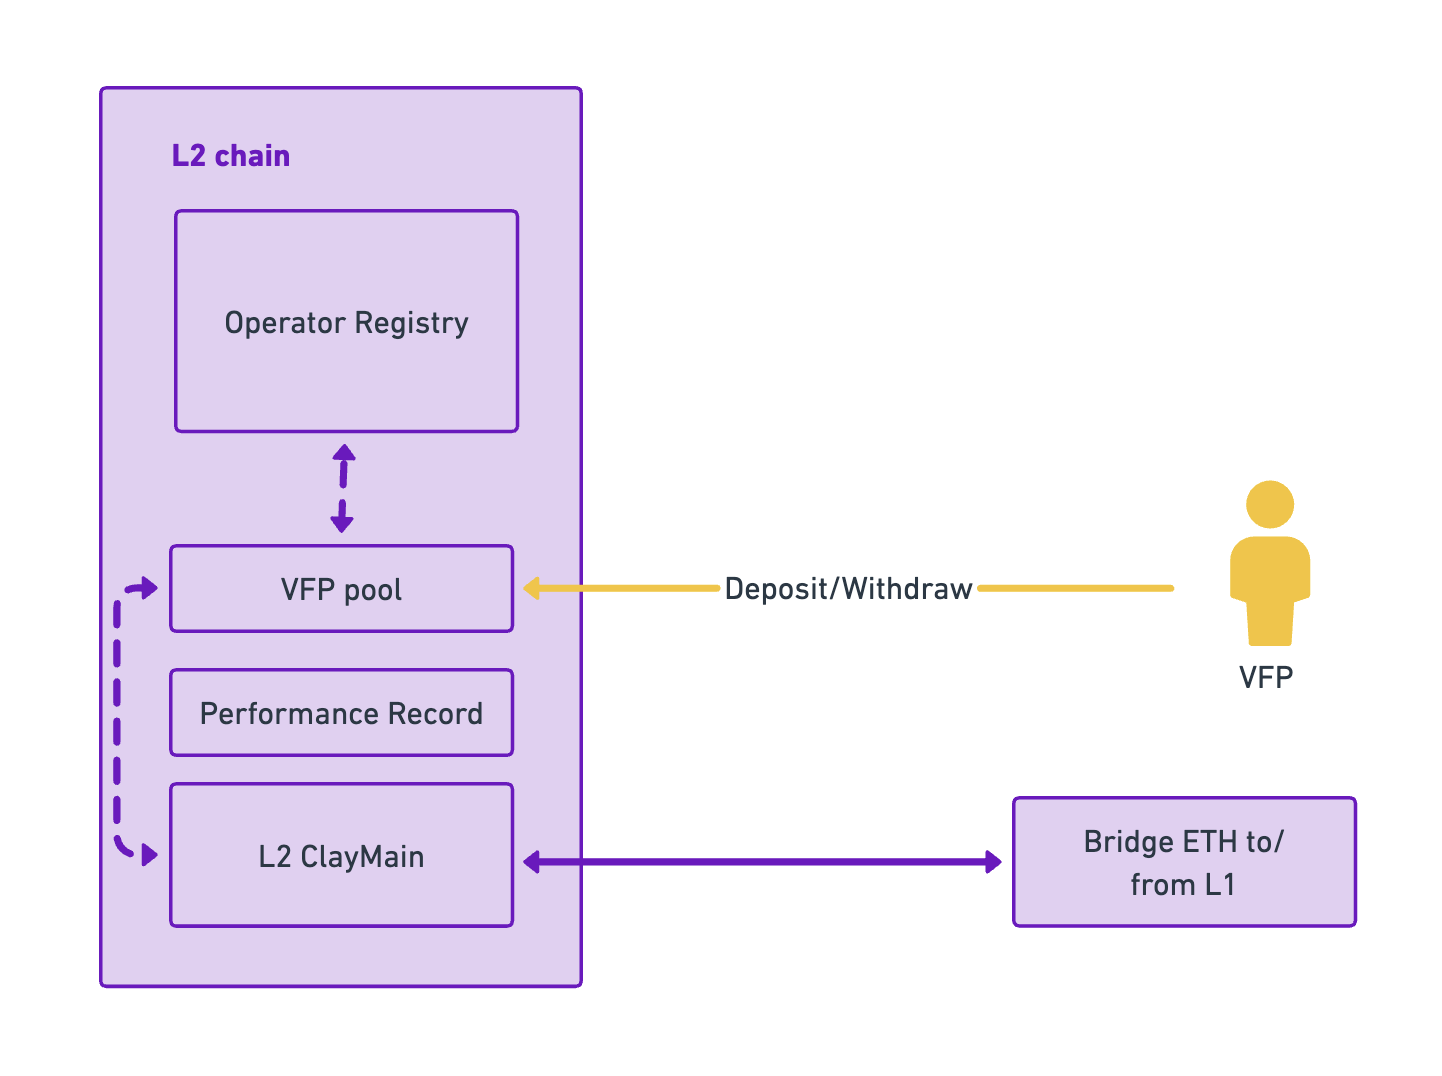 L2 chain
Operator Registry
VFP pool
Deposit/Withdraw
VFP
Performance Record
L2 ClayMain
Bridge ETH to/
from L1